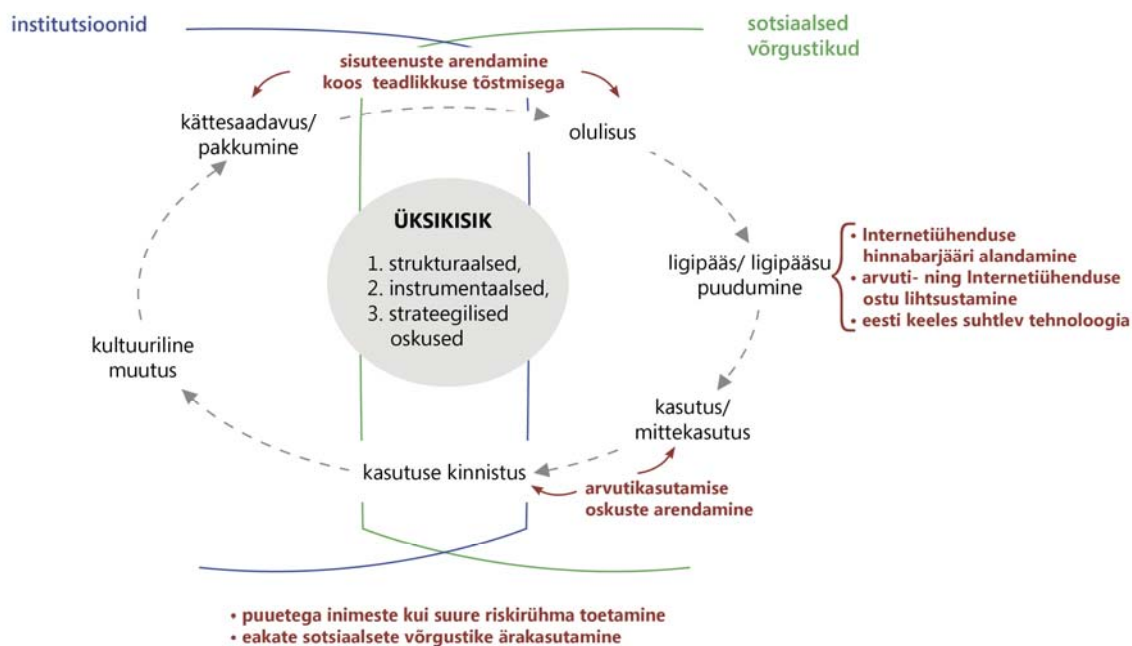 institutsioonid
sotsiaalsed
võrgustikud
sisuteenuste arendamine
koos teadlikkuse tõstmisega
kättesaadavus/
pakkumine
olulisus
ÜKSIKISIK
1. strukturaalsed,
2. instrumentaalsed,
3. strateegilised
oskused
ligipääs/ ligipääsu
puudumine
• Internetiühenduse
hinnabarjääri alandamine
• arvuti- ning Internetiühenduse
ostu lihtsustamine
• eesti keeles suhtlev tehnoloogia
kultuuriline
muutus
kasutus/
mittekasutus
kasutuse kinnistus
arvutikasutamise
oskuste arendamine
• puuetega inimeste kui suure riskirühma toetamine
• eakate sotsiaalsete võrgustike ärakasutamine